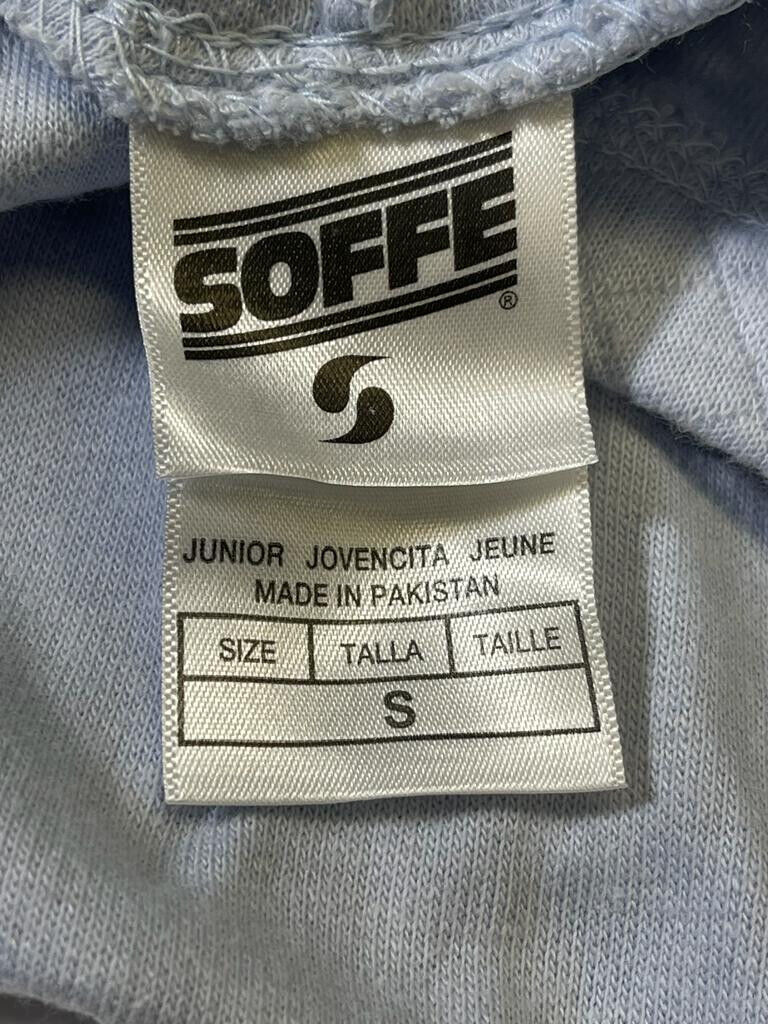 SOFFE
®
JUNIOR JOVENCITA JEUNE
MADE IN PAKISTAN
SIZE TALLA TAILLE
S